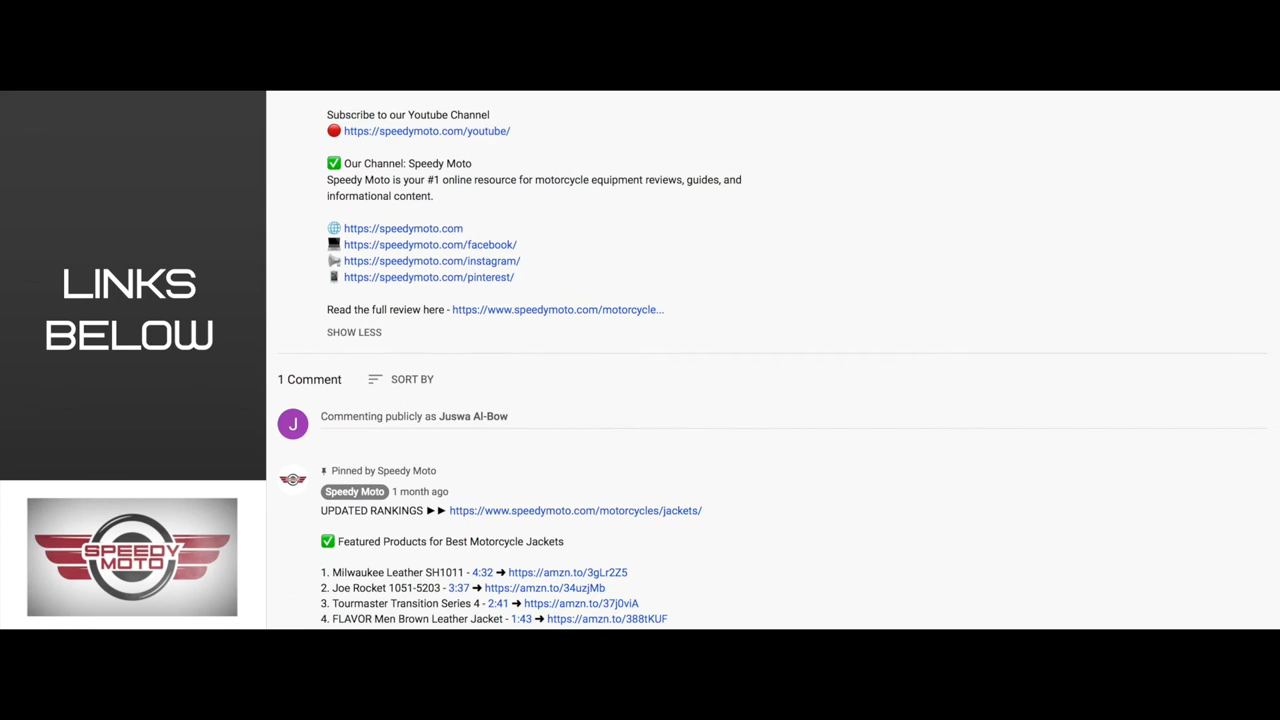 LINKS
BELOW
SPEEDY
MOTO
Subscribe to our Youtube Channel
🔴 https://speedymoto.com/youtube/
✅ Our Channel: Speedy Moto
Speedy Moto is your #1 online resource for motorcycle equipment reviews, guides, and
informational content.
🌐 https://speedymoto.com
💻 https://speedymoto.com/facebook/
📢 https://speedymoto.com/instagram/
📱 https://speedymoto.com/pinterest/
Read the full review here - https://www.speedymoto.com/motorcycle...
SHOW LESS
1 Comment SORT BY
J
Commenting publicly as Juswa Al-Bow
Pinned by Speedy Moto
Speedy Moto 1 month ago
UPDATED RANKINGS ►► https://www.speedymoto.com/motorcycles/jackets/
✅ Featured Products for Best Motorcycle Jackets
1. Milwaukee Leather SH1011 - 4:32 ➜ https://amzn.to/3gLr2Z5
2. Joe Rocket 1051-5203 - 3:37 ➜ https://amzn.to/34uzjMb
3. Tourmaster Transition Series 4 - 2:41 ➜ https://amzn.to/37j0viA
4. FLAVOR Men Brown Leather Jacket - 1:43 ➜ https://amzn.to/388tKUF